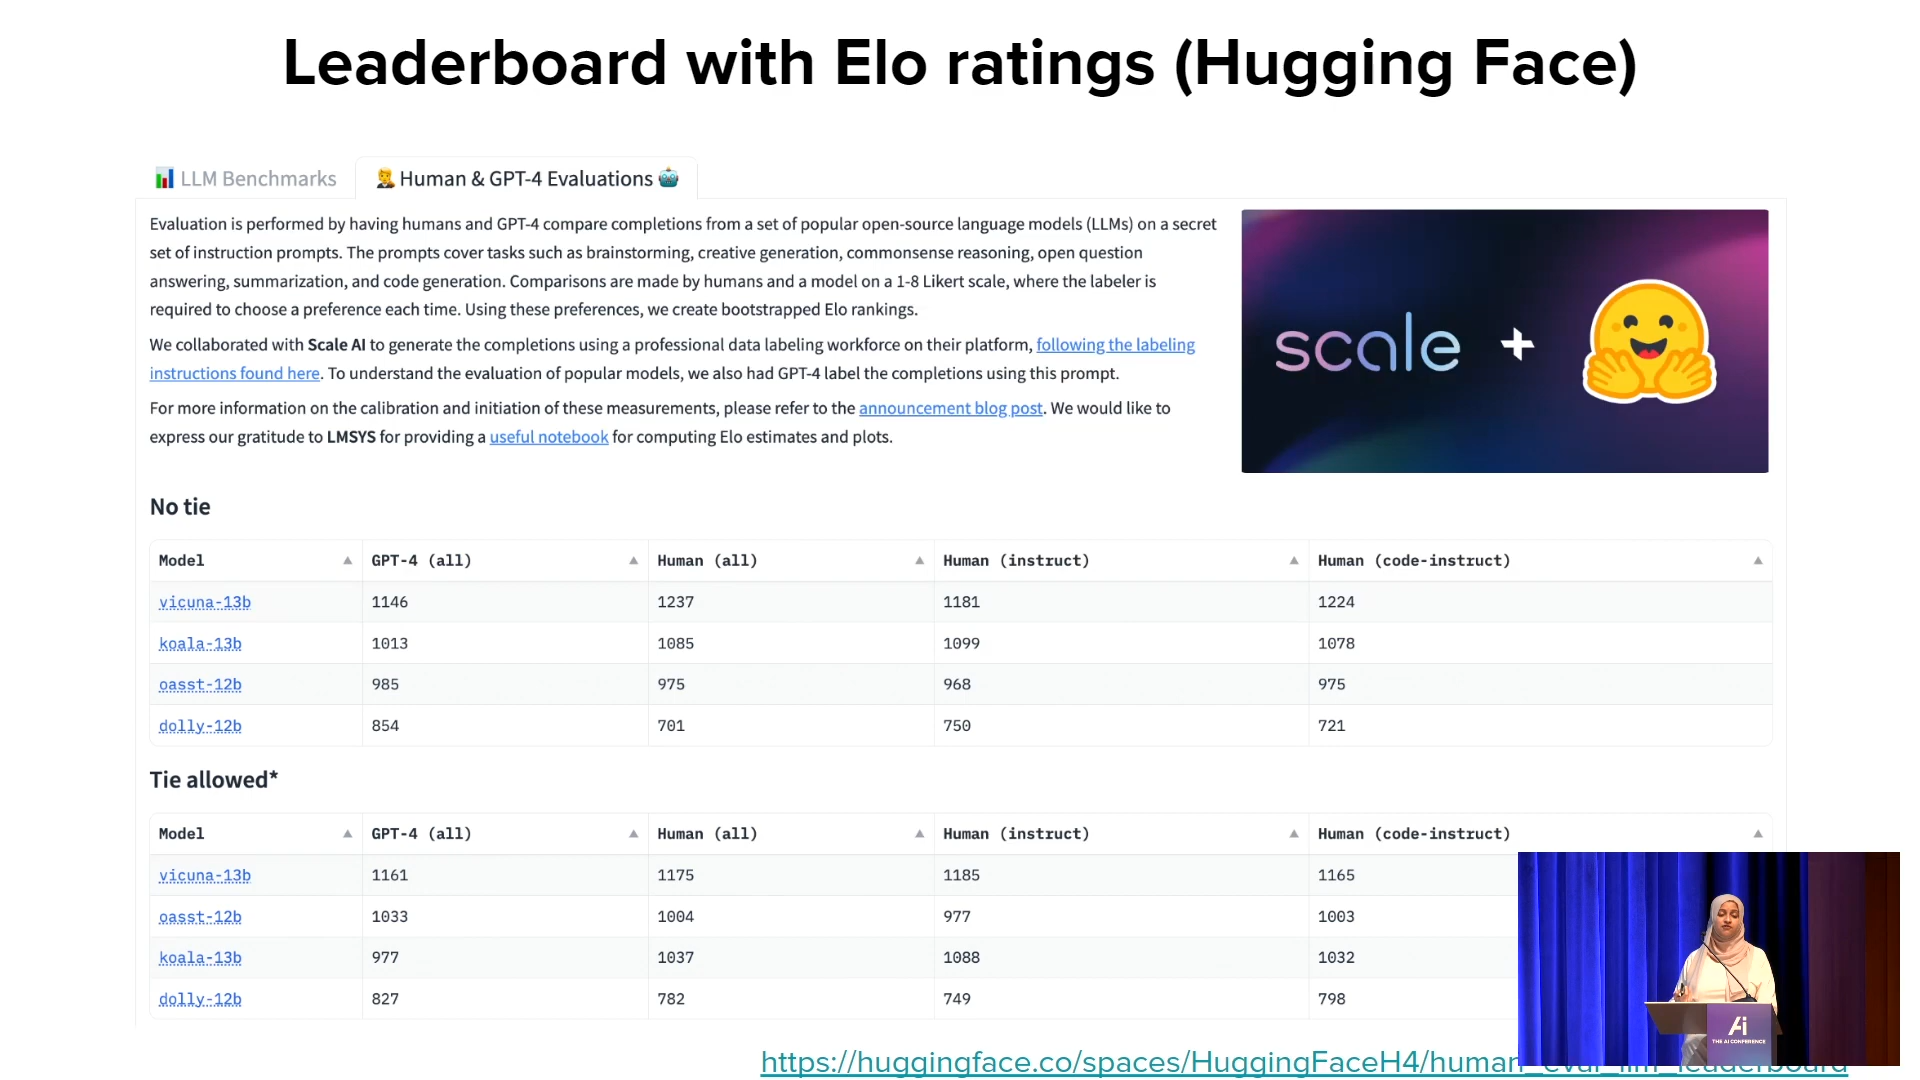 Leaderboard with Elo ratings (Hugging Face)
LLM Benchmarks
Human & GPT-4 Evaluations
Evaluation is performed by having humans and GPT-4 compare completions from a set of popular open-source language models (LLMs) on a secret
set of instruction prompts. The prompts cover tasks such as brainstorming, creative generation, commonsense reasoning, open question
answering, summarization, and code generation. Comparisons are made by humans and a model on a 1-8 Likert scale, where the labeler is
required to choose a preference each time. Using these preferences, we create bootstrapped Elo rankings.
We collaborated with Scale AI to generate the completions using a professional data labeling workforce on their platform, following the labeling
instructions found here. To understand the evaluation of popular models, we also had GPT-4 label the completions using this prompt.
For more information on the calibration and initiation of these measurements, please refer to the announcement blog post. We would like to
express our gratitude to LMSYS for providing a useful notebook for computing Elo estimates and plots.
scale +
No tie
Model GPT-4 (all) Human (all) Human (instruct) Human (code-instruct)
vicuna-13b 1146 1237 1181 1224
koala-13b 1013 1085 1099 1078
oasst-12b 985 975 968 975
dolly-12b 854 701 750 721
Tie allowed*
Model GPT-4 (all) Human (all) Human (instruct) Human (code-instruct)
vicuna-13b 1161 1175 1185 1165
oasst-12b 1033 1004 977 1003
koala-13b 977 1037 1088 1032
dolly-12b 827 782 749 798
Ai
THE AI CONFERENCE
https://huggingface.co/spaces/HuggingFaceH4/human_eval_llm_leaderboard